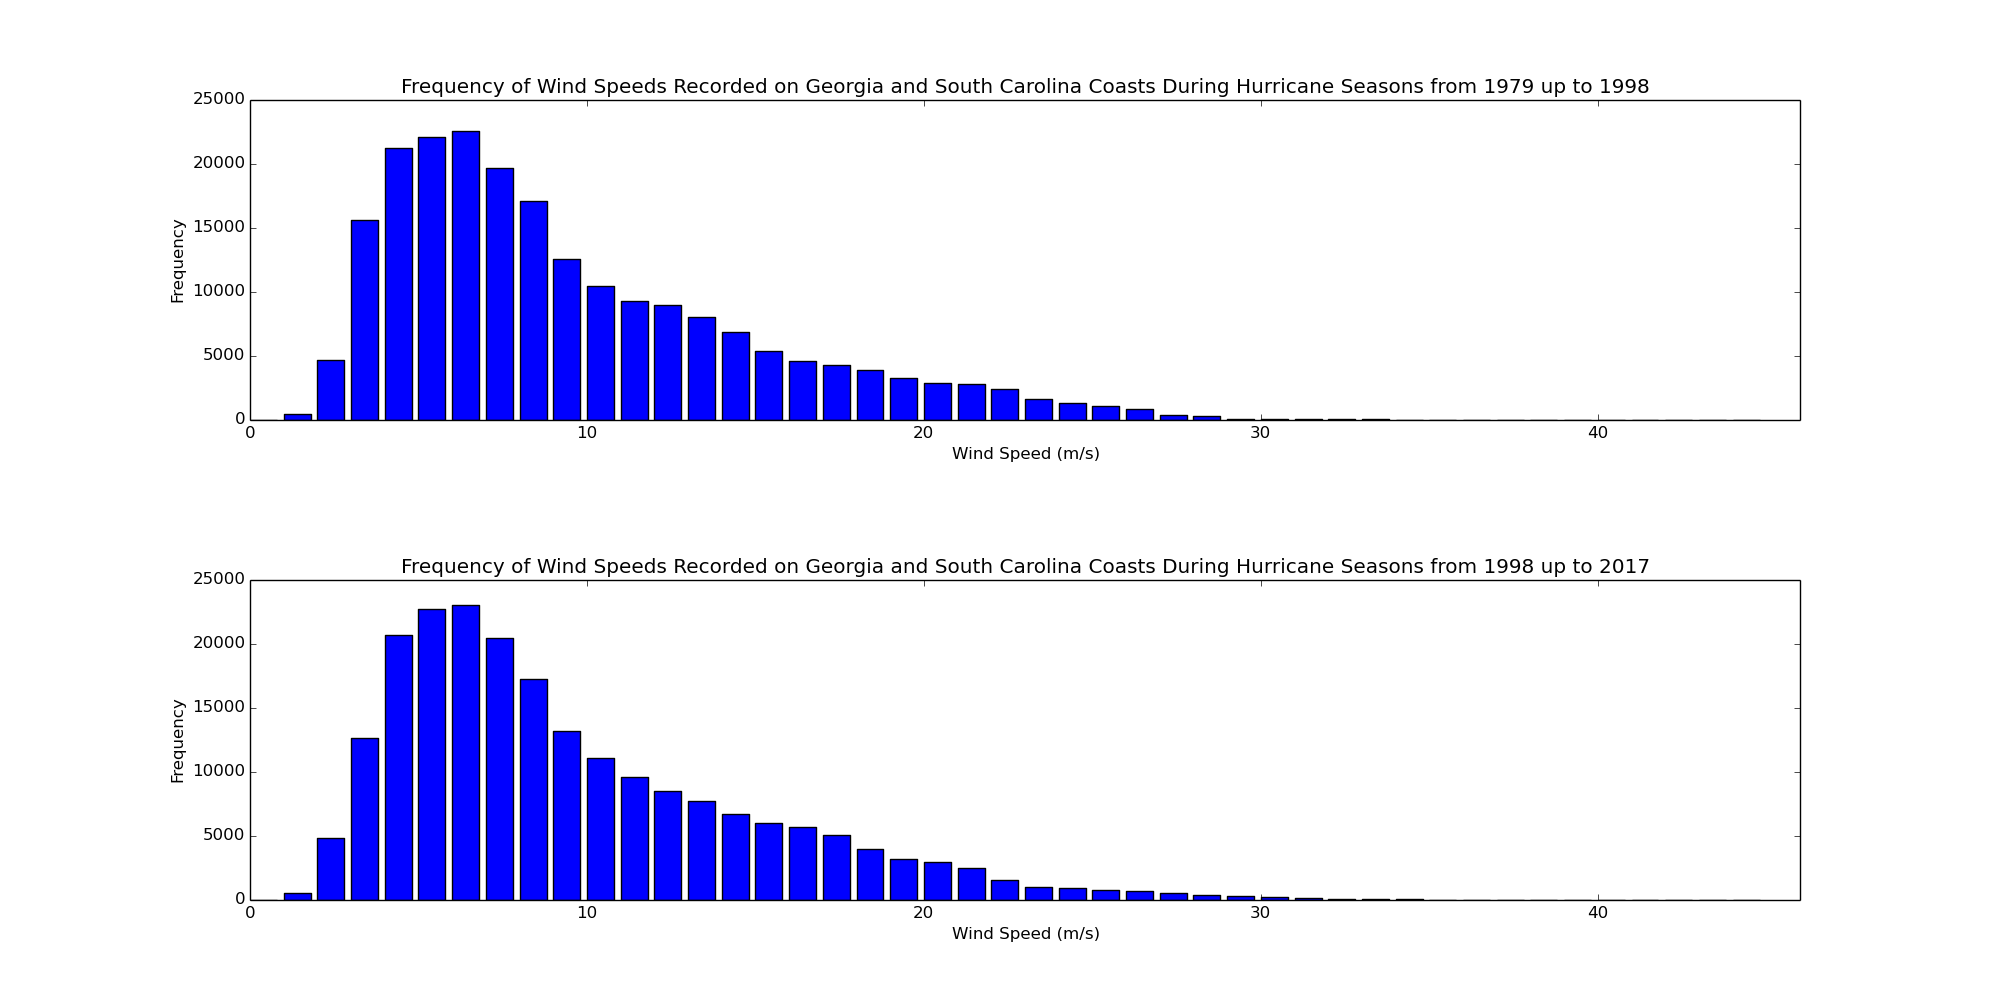 Frequency of Wind Speeds Recorded on Georgia and South Carolina Coasts During Hurricane Seasons from 1979 up to 1998
25000
20000
15000
10000
5000
0
Frequency
0 10 20 30 40
Wind Speed (m/s)
Frequency of Wind Speeds Recorded on Georgia and South Carolina Coasts During Hurricane Seasons from 1998 up to 2017
25000
20000
15000
10000
5000
0
Frequency
0 10 20 30 40
Wind Speed (m/s)